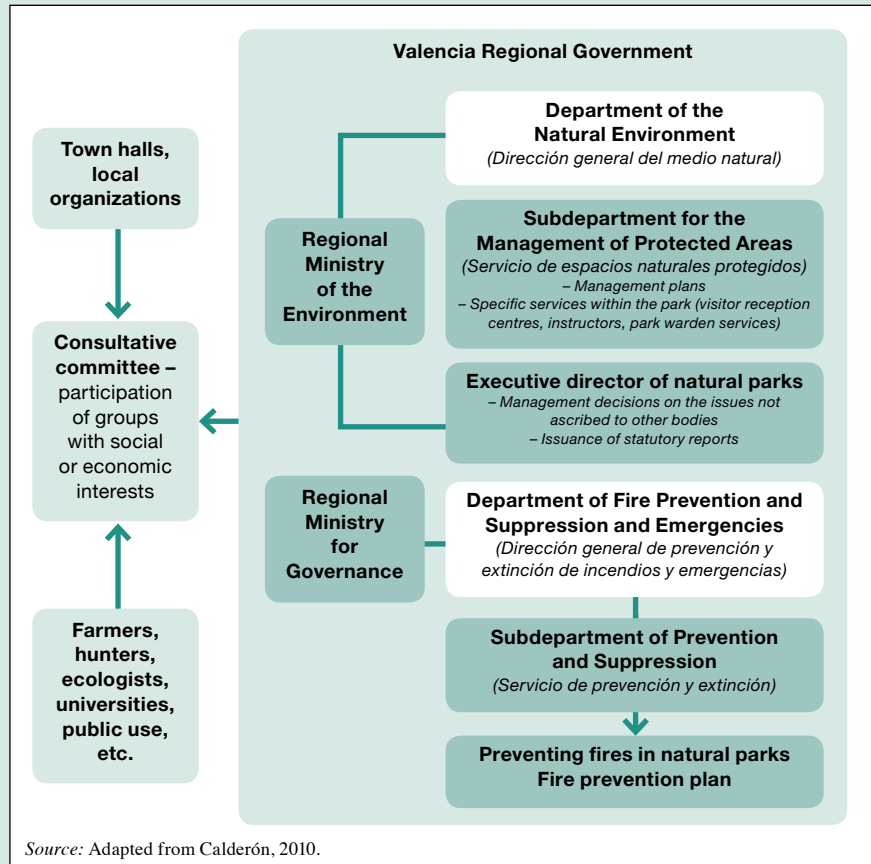 Valencia Regional Government
Town halls,
local
organizations
Consultative
committee –
participation
of groups
with social
or economic
interests
Farmers,
hunters,
ecologists,
universities,
public use,
etc.
Regional
Ministry
of the
Environment
Department of the
Natural Environment
(Dirección general del medio natural)
Subdepartment for the
Management of Protected Areas
(Servicio de espacios naturales protegidos)
– Management plans
– Specific services within the park (visitor reception
centres, instructors, park warden services)
Executive director of natural parks
– Management decisions on the issues not
ascribed to other bodies
– Issuance of statutory reports
Regional
Ministry
for
Governance
Department of Fire Prevention and
Suppression and Emergencies
(Dirección general de prevención y
extinción de incendios y emergencias)
Subdepartment of Prevention
and Suppression
(Servicio de prevención y extinción)
Preventing fires in natural parks
Fire prevention plan
Source: Adapted from Calderón, 2010.